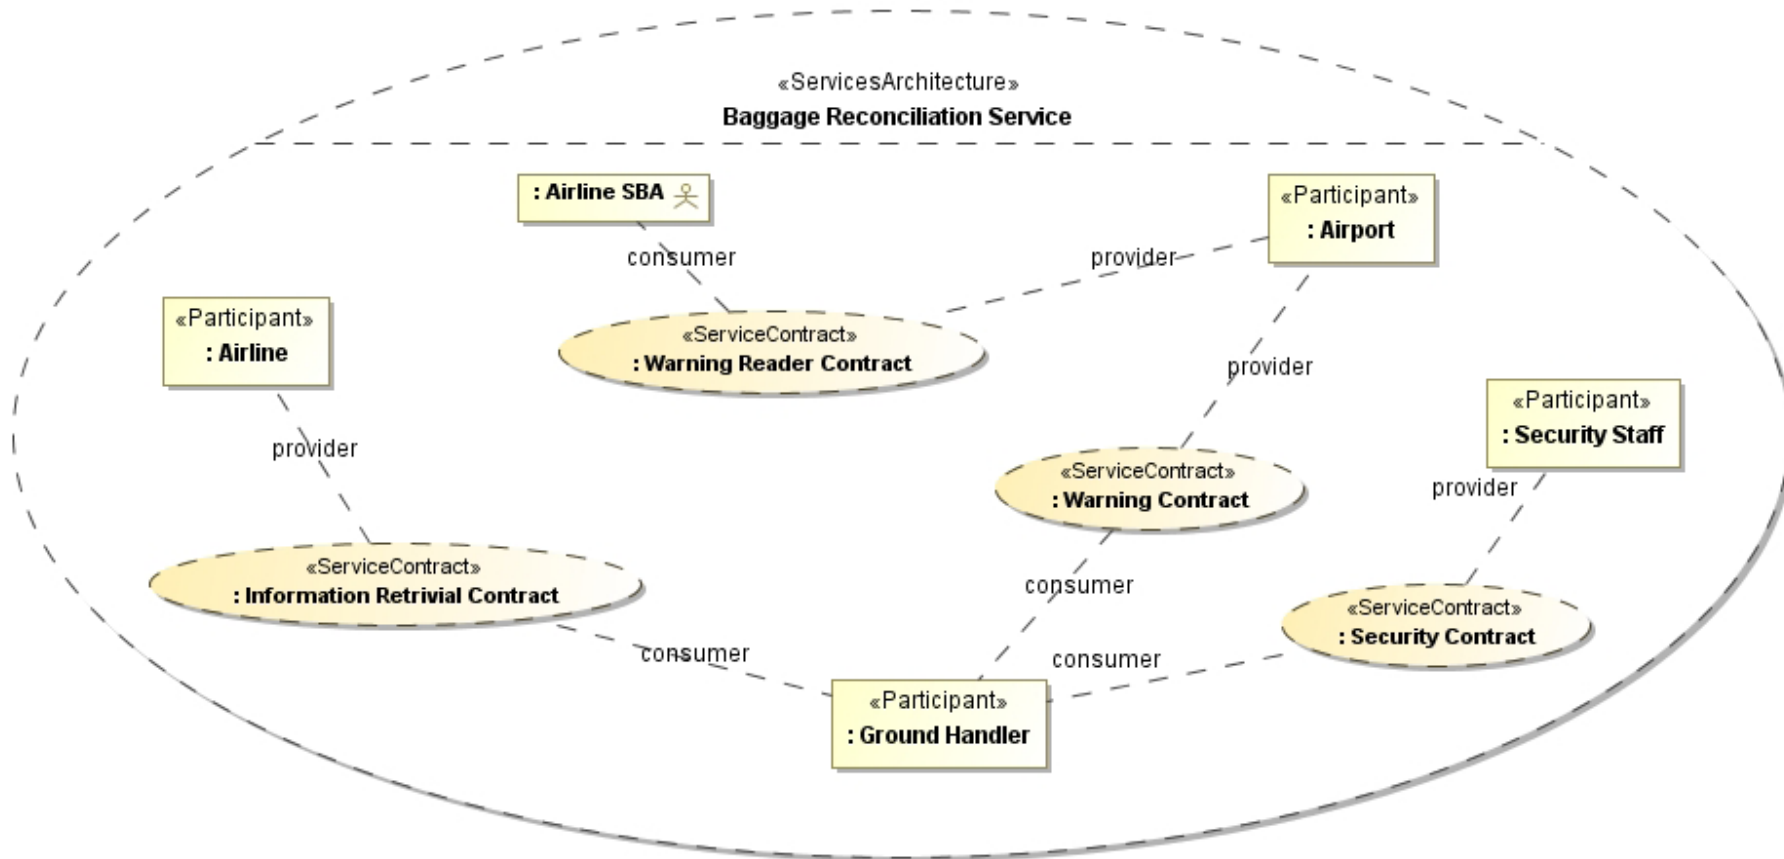 «ServicesArchitecture»
Baggage Reconciliation Service
: Airline SBA
«Participant»
: Airport
consumer
provider
«Participant»
: Airline
«ServiceContract»
: Warning Reader Contract
provider
«Participant»
: Security Staff
provider
«ServiceContract»
: Warning Contract
provider
«ServiceContract»
: Information Retrivial Contract
consumer
«ServiceContract»
: Security Contract
consumer
consumer
«Participant»
: Ground Handler